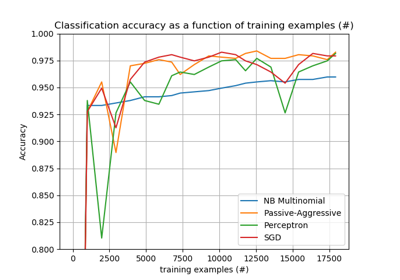 Classification accuracy as a function of training examples (#)
1.000
0.975
0.950
0.925
0.900
0.875
0.850
0.825
0.800
Accuracy
NB Multinomial
Passive-Aggressive
Perceptron
SGD
0 2500 5000 7500 10000 12500 15000 17500
training examples (#)